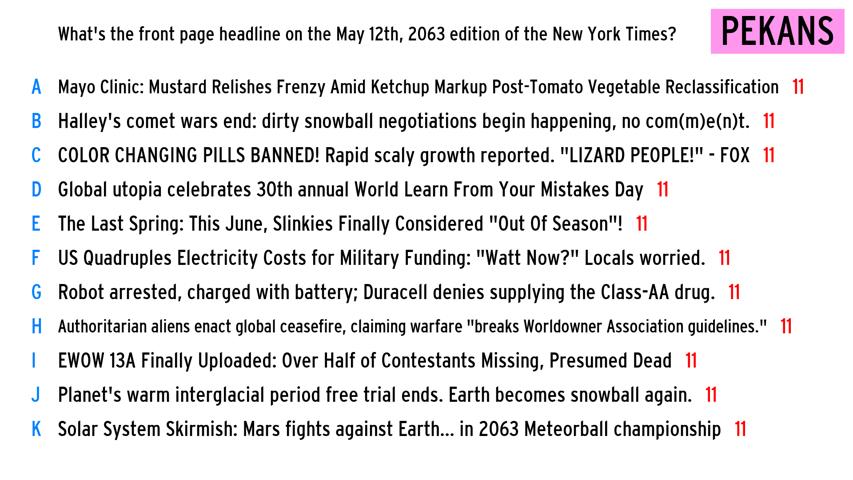 What's the front page headline on the May 12th, 2063 edition of the New York Times?
PEKANS
A Mayo Clinic: Mustard Relishes Frenzy Amid Ketchup Markup Post-Tomato Vegetable Reclassification 11
B Halley's comet wars end: dirty snowball negotiations begin happening, no com(m)e(n)t. 11
C COLOR CHANGING PILLS BANNED! Rapid scaly growth reported. "LIZARD PEOPLE!" - FOX 11
D Global utopia celebrates 30th annual World Learn From Your Mistakes Day 11
E The Last Spring: This June, Slinkies Finally Considered "Out Of Season"! 11
F US Quadruples Electricity Costs for Military Funding: "Watt Now?" Locals worried. 11
G Robot arrested, charged with battery; Duracell denies supplying the Class-AA drug. 11
H Authoritarian aliens enact global ceasefire, claiming warfare "breaks Worldowner Association guidelines." 11
I EWOW 13A Finally Uploaded: Over Half of Contestants Missing, Presumed Dead 11
J Planet's warm interglacial period free trial ends. Earth becomes snowball again. 11
K Solar System Skirmish: Mars fights against Earth... in 2063 Meteorball championship 11